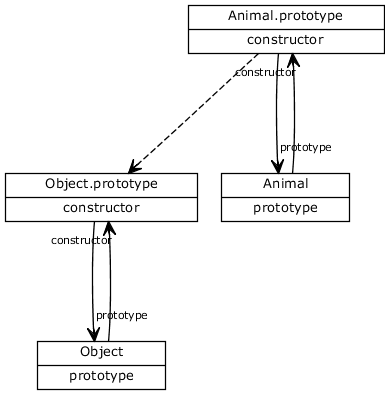 Animal.prototype
constructor
constructor
prototype
Object.prototype
constructor
Animal
prototype
constructor
prototype
Object
prototype